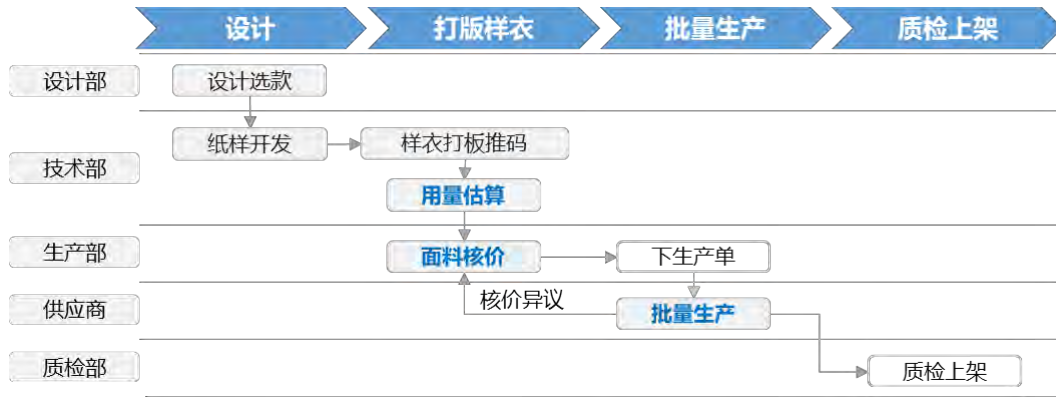 设计
打版样衣
批量生产
质检上架
设计部
设计选款
技术部
纸样开发
样衣打板推码
用量估算
生产部
面料核价
下生产单
供应商
核价异议
批量生产
质检部
质检上架